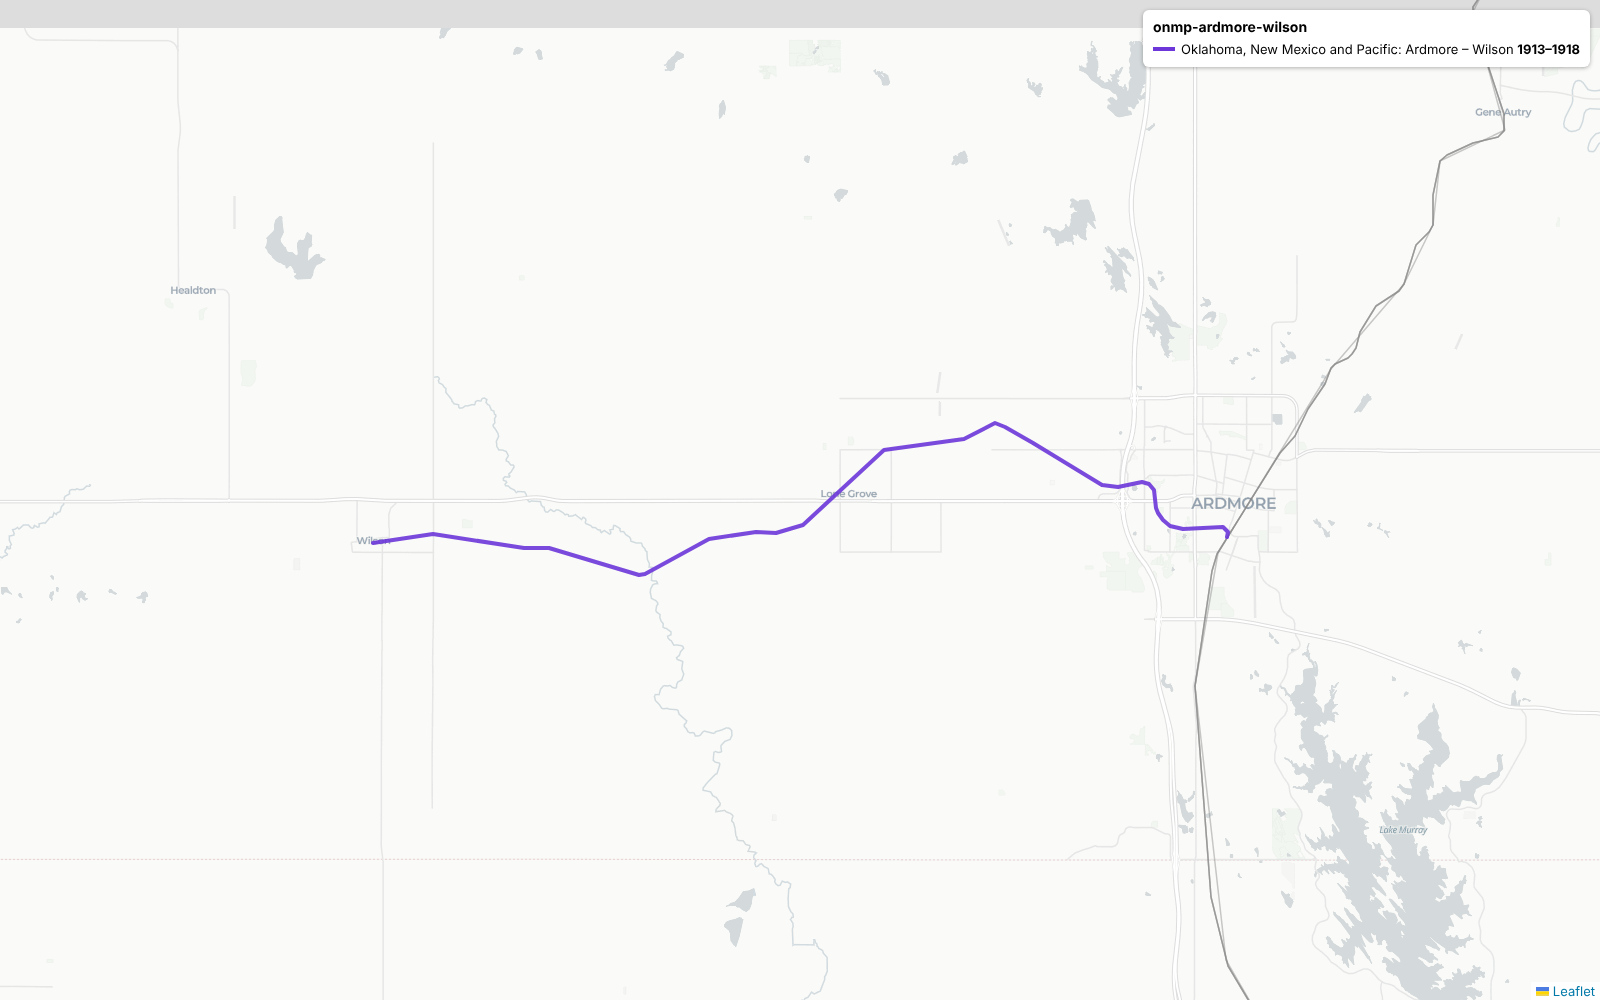 onmp-ardmore-wilson
Oklahoma, New Mexico and Pacific: Ardmore – Wilson 1913–1918
Gene Autry
Healdton
Lone Grove
ARDMORE
Wilson
Lake Murray
Leaflet